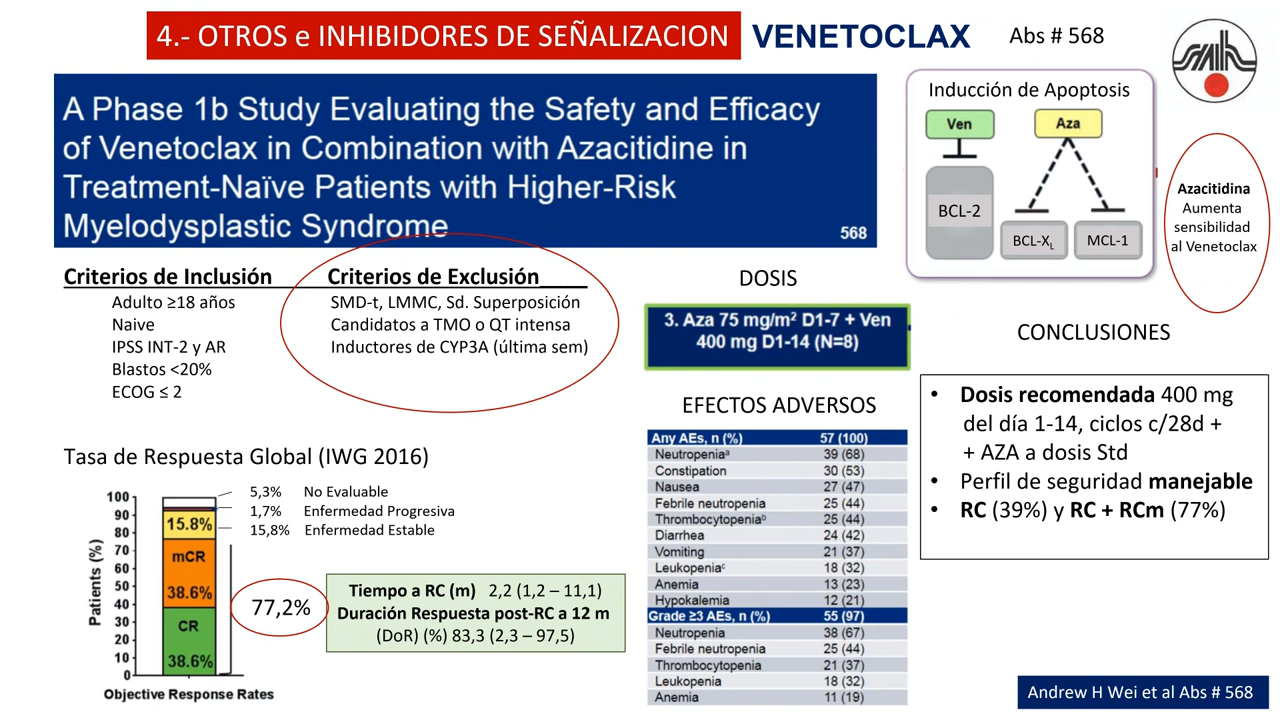 4.- OTROS e INHIBIDORES DE SEÑALIZACION
VENETOCLAX
Abs # 568
A Phase 1b Study Evaluating the Safety and Efficacy
of Venetoclax in Combination with Azacitidine in
Treatment-Naïve Patients with Higher-Risk
Myelodysplastic Syndrome
568
Inducción de Apoptosis
Ven
Aza
BCL-2
BCL-XL
MCL-1
Azacitidina
Aumenta
sensibilidad
al Venetoclax
Criterios de Inclusión
Adulto ≥18 años
Naive
IPSS INT-2 y AR
Blastos <20%
ECOG ≤ 2
Criterios de Exclusión
SMD-t, LMMC, Sd. Superposición
Candidatos a TMO o QT intensa
Inductores de CYP3A (última sem)
DOSIS
3. Aza 75 mg/m² D1-7 + Ven
400 mg D1-14 (N=8)
EFECTOS ADVERSOS
Any AEs, n (%) 57 (100)
Neutropeniaª 39 (68)
Constipation 30 (53)
Nausea 27 (47)
Febrile neutropenia 25 (44)
Thrombocytopeniaᵇ 25 (44)
Diarrhea 24 (42)
Vomiting 21 (37)
Leukopeniaᶜ 18 (32)
Anemia 13 (23)
Hypokalemia 12 (21)
Grade ≥3 AEs, n (%) 55 (97)
Neutropenia 38 (67)
Febrile neutropenia 25 (44)
Thrombocytopenia 21 (37)
Leukopenia 18 (32)
Anemia 11 (19)
CONCLUSIONES
• Dosis recomendada 400 mg
del día 1-14, ciclos c/28d +
+ AZA a dosis Std
• Perfil de seguridad manejable
• RC (39%) y RC + RCm (77%)
Tasa de Respuesta Global (IWG 2016)
Patients (%)
100
90
80
70
60
50
40
30
20
10
0
15.8%
mCR
38.6%
CR
38.6%
Objective Response Rates
5,3% No Evaluable
1,7% Enfermedad Progresiva
15,8% Enfermedad Estable
77,2%
Tiempo a RC (m) 2,2 (1,2 – 11,1)
Duración Respuesta post-RC a 12 m
(DoR) (%) 83,3 (2,3 – 97,5)
Andrew H Wei et al Abs # 568